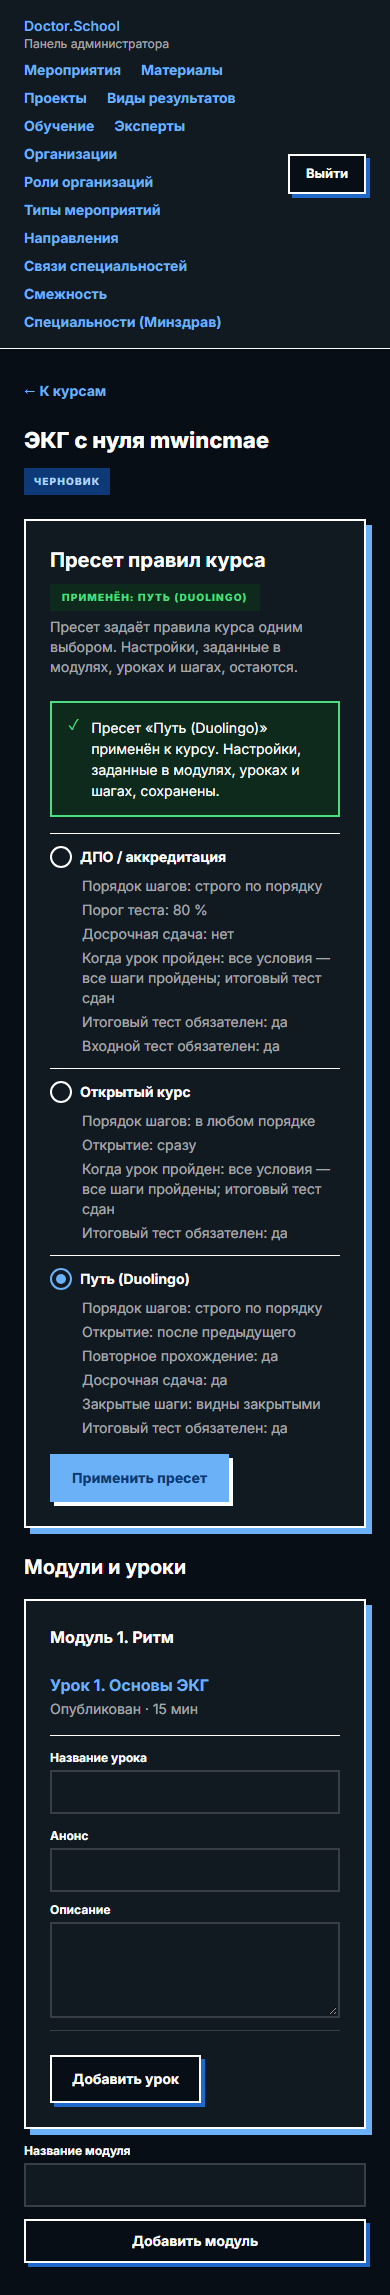 Doctor.School
Панель администратора
Мероприятия Материалы
Проекты Виды результатов
Обучение Эксперты
Организации
Роли организаций
Типы мероприятий
Направления
Связи специальностей
Смежность
Специальности (Минздрав)
Выйти
← К курсам
ЭКГ с нуля mwincmae
ЧЕРНОВИК
Пресет правил курса
ПРИМЕНЁН: ПУТЬ (DUOLINGO)
Пресет задаёт правила курса одним
выбором. Настройки, заданные в
модулях, уроках и шагах, остаются.
✓ Пресет «Путь (Duolingo)»
применён к курсу. Настройки,
заданные в модулях, уроках и
шагах, сохранены.
ДПО / аккредитация
Порядок шагов: строго по порядку
Порог теста: 80 %
Досрочная сдача: нет
Когда урок пройден: все условия —
все шаги пройдены; итоговый тест
сдан
Итоговый тест обязателен: да
Входной тест обязателен: да
Открытый курс
Порядок шагов: в любом порядке
Открытие: сразу
Когда урок пройден: все условия —
все шаги пройдены; итоговый тест
сдан
Итоговый тест обязателен: да
Путь (Duolingo)
Порядок шагов: строго по порядку
Открытие: после предыдущего
Повторное прохождение: да
Досрочная сдача: да
Закрытые шаги: видны закрытыми
Итоговый тест обязателен: да
Применить пресет
Модули и уроки
Модуль 1. Ритм
Урок 1. Основы ЭКГ
Опубликован · 15 мин
Название урока
Анонс
Описание
Добавить урок
Название модуля
Добавить модуль